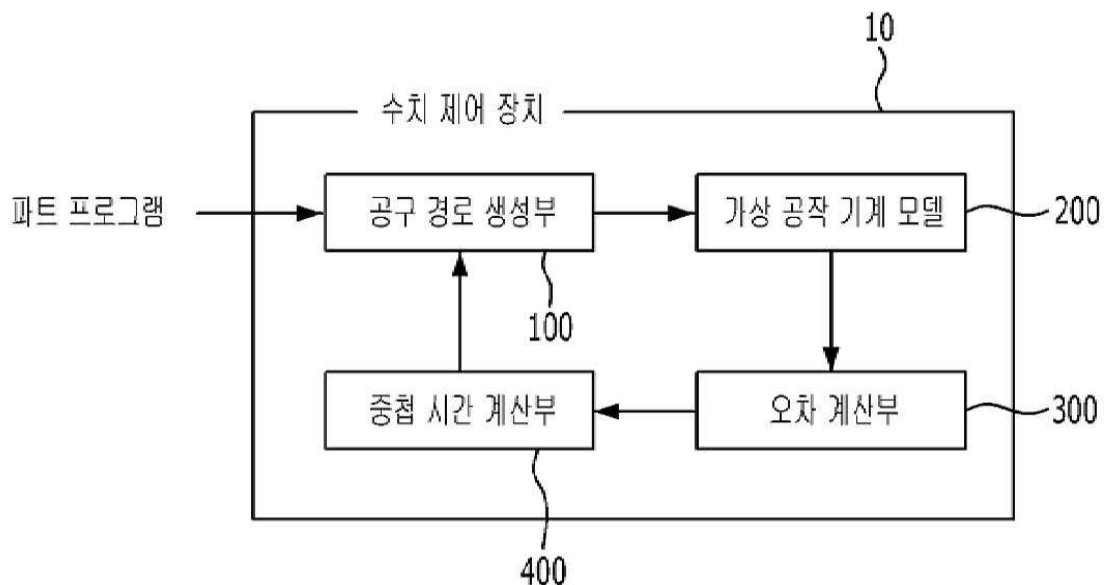 10
수치 제어 장치
파트 프로그램
공구 경로 생성부
가상 공작 기계 모델
200
100
중첩 시간 계산부
오차 계산부
300
400